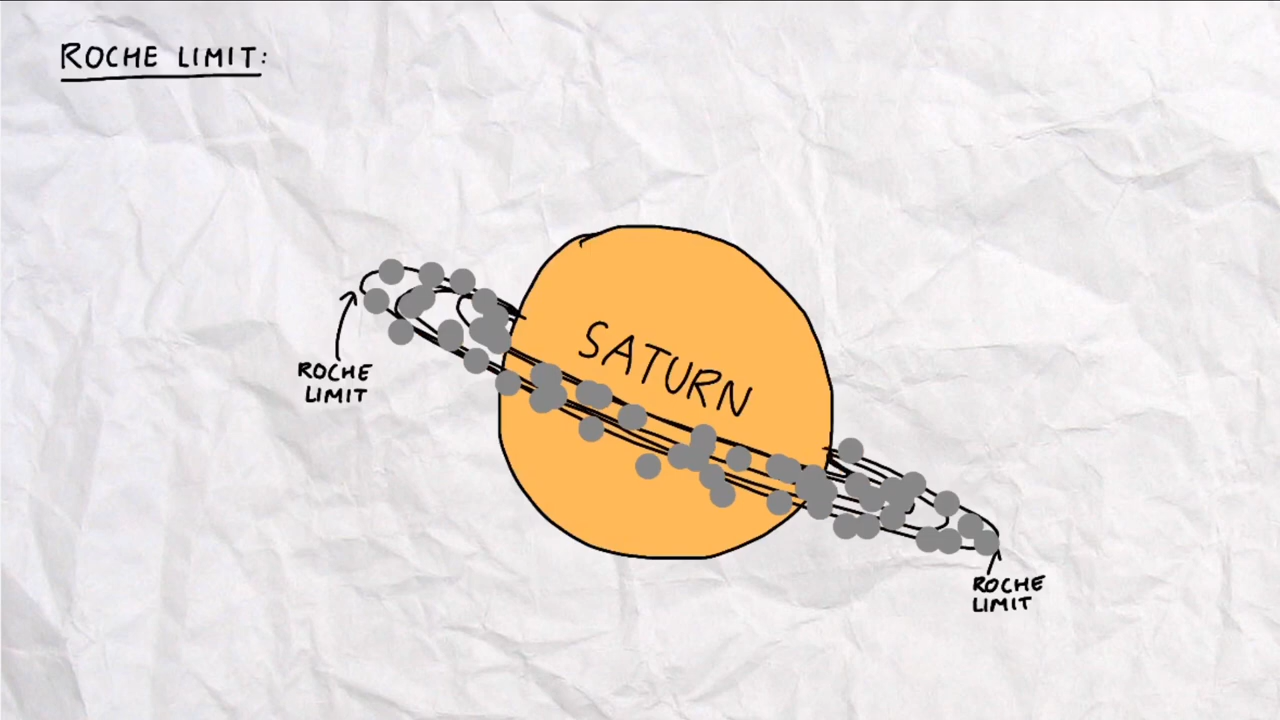 ROCHE LIMIT:
SATURN
ROCHE
LIMIT
ROCHE
LIMIT